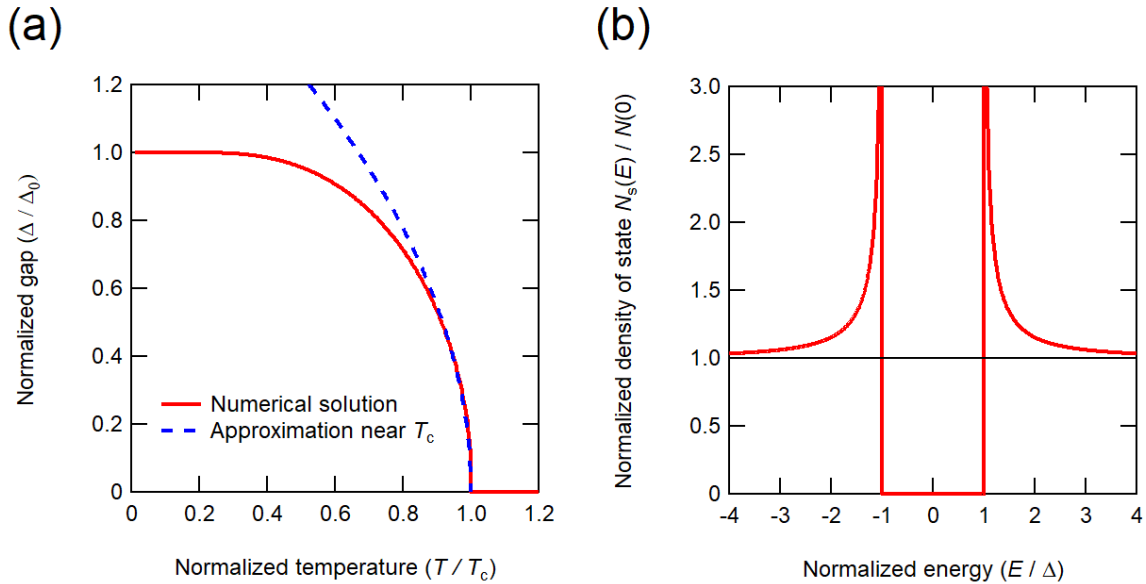 (a)
Normalized gap (Δ / Δ0)
1.2
1.0
0.8
0.6
0.4
0.2
0
Numerical solution
Approximation near Tc
0 0.2 0.4 0.6 0.8 1.0 1.2
Normalized temperature (T / Tc)
(b)
Normalized density of state Ns(E) / N(0)
3.0
2.5
2.0
1.5
1.0
0.5
0
-4 -2 -1 0 1 2 4
Normalized energy (E / Δ)